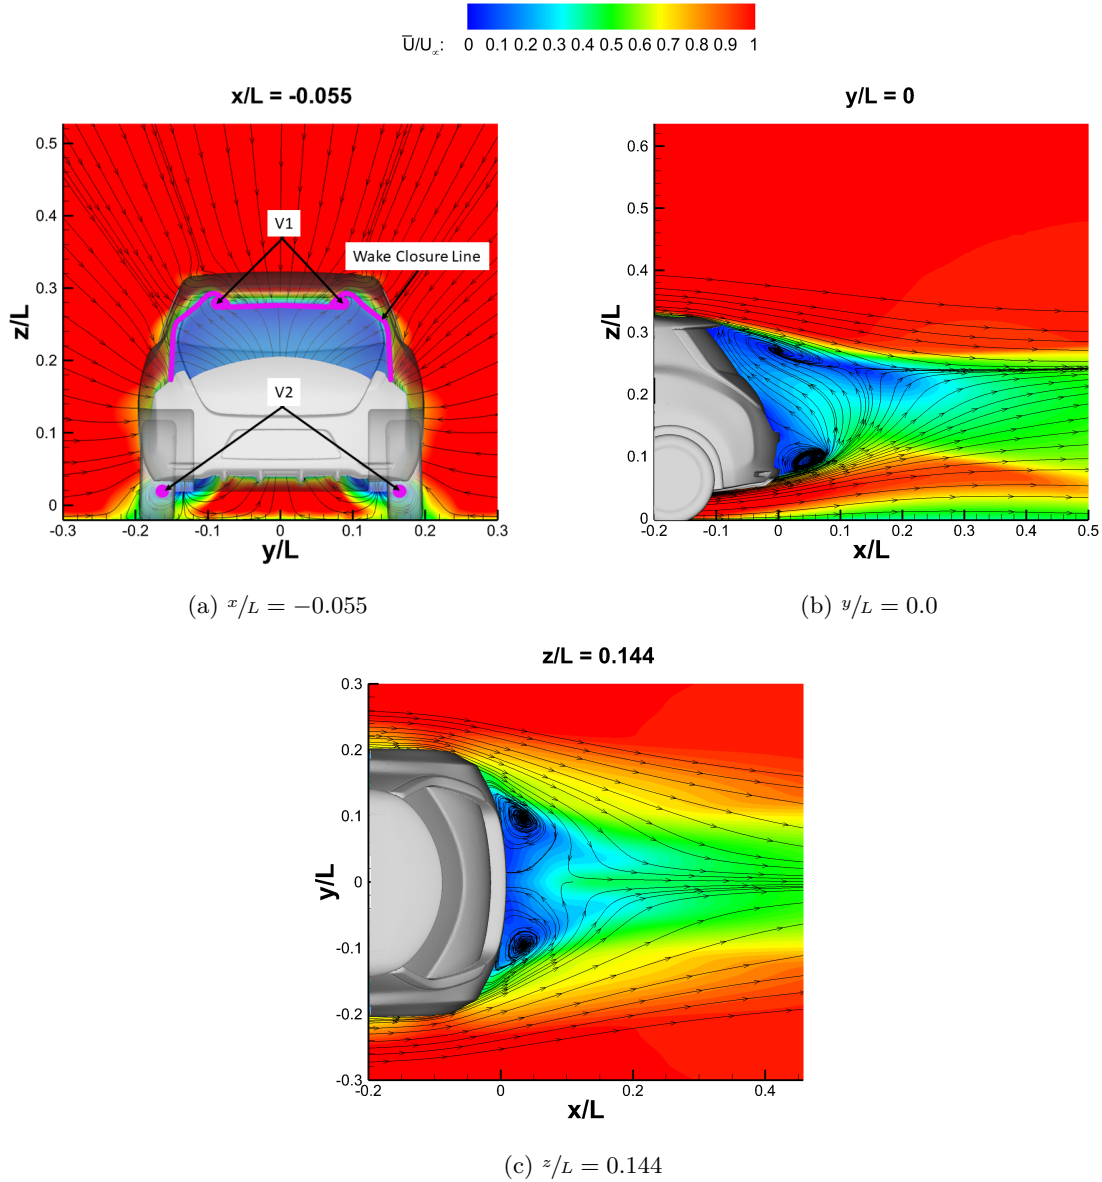 U̅/U∞: 0 0.1 0.2 0.3 0.4 0.5 0.6 0.7 0.8 0.9 1
x/L = -0.055
z/L
0.5
0.4
0.3
0.2
0.1
0
V1
Wake Closure Line
V2
-0.3 -0.2 -0.1 0 0.1 0.2 0.3
y/L
(a) x/L = −0.055
y/L = 0
z/L
0.6
0.5
0.4
0.3
0.2
0.1
0
-0.2 -0.1 0 0.1 0.2 0.3 0.4 0.5
x/L
(b) y/L = 0.0
z/L = 0.144
y/L
0.3
0.2
0.1
0
-0.1
-0.2
-0.3
-0.2 0 0.2 0.4
x/L
(c) z/L = 0.144